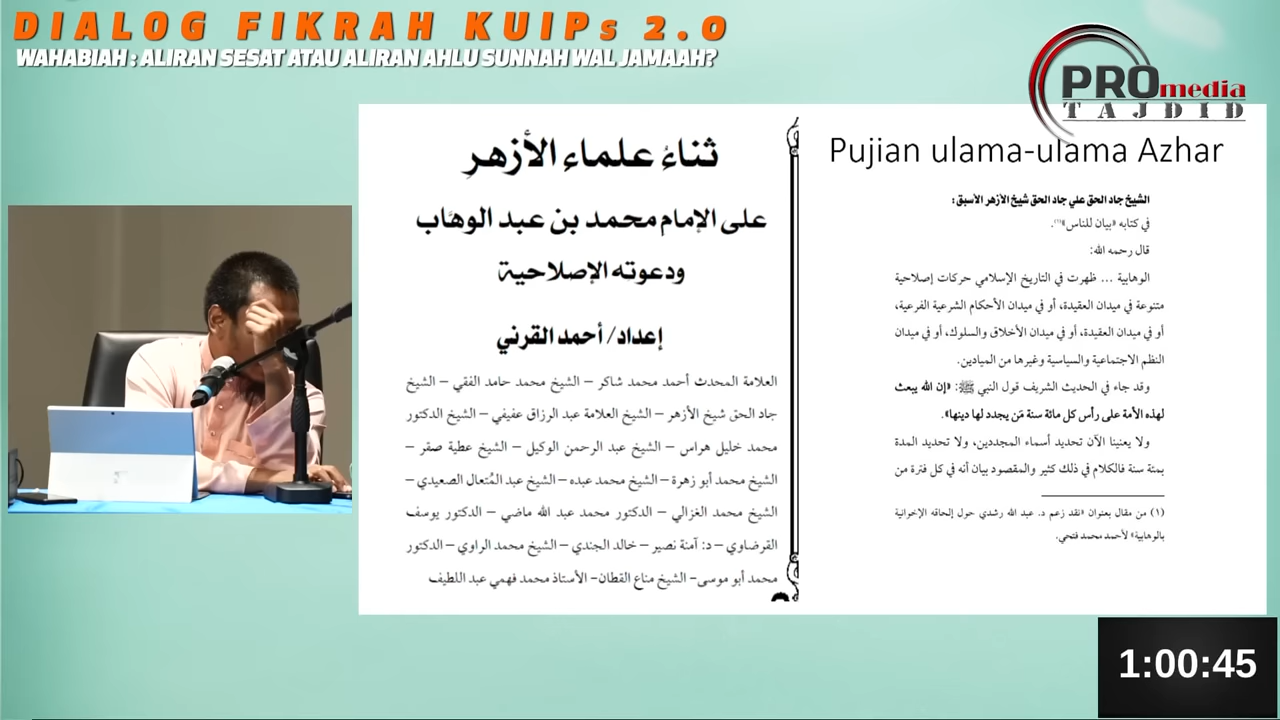 DIALOG FIKRAH KUIPs 2.0
WAHABIAH : ALIRAN SESAT ATAU ALIRAN AHLU SUNNAH WAL JAMAAH?
PROmedia
TAJDID
ثناءُ علماء الأزهرِ
على الإمام محمد بن عبد الوهاب
ودعوته الإصلاحية
إعداد/ أحمد القرني
العلامة المحدث أحمد محمد شاكر – الشيخ محمد حامد الفقي – الشيخ
جاد الحق شيخ الأزهر – الشيخ العلامة عبد الرزاق عفيفي – الشيخ الدكتور
محمد خليل هراس – الشيخ عبد الرحمن الوكيل – الشيخ عطية صقر –
الشيخ محمد أبو زهرة – الشيخ محمد عبده – الشيخ عبد المُتعال الصعيدي –
الشيخ محمد الغزالي – الدكتور محمد عبد الله ماضي – الدكتور يوسف
القرضاوي – د: آمنة نصير – خالد الجندي – الشيخ محمد الراوي – الدكتور
محمد أبو موسى- الشيخ مناع القطان- الأستاذ محمد فهمي عبد اللطيف
Pujian ulama-ulama Azhar
الشيخ جاد الحق علي جاد الحق شيخ الأزهر الأسبق:
في كتابه «بيان للناس»(١).
قال رحمه الله:
الوهابية ... ظهرت في التاريخ الإسلامي حركات إصلاحية
متنوعة في ميدان العقيدة، أو في ميدان الأحكام الشرعية الفرعية،
أو في ميدان العقيدة، أو في ميدان الأخلاق والسلوك، أو في ميدان
النظم الاجتماعية والسياسية وغيرها من الميادين.
وقد جاء في الحديث الشريف قول النبي ﷺ: «إن الله يبعث
لهذه الأمة على رأس كل مائة سنة مَن يجدد لها دينها».
ولا يعنينا الآن تحديد أسماء المجددين، ولا تحديد المدة
بمئة سنة فالكلام في ذلك كثير والمقصود بيان أنه في كل فترة من
(١) من مقال بعنوان «نقد زعم د. عبد الله رشدي حول إلحاقه الإخوانية
بالوهابية» لأحمد محمد فتحي.
1:00:45